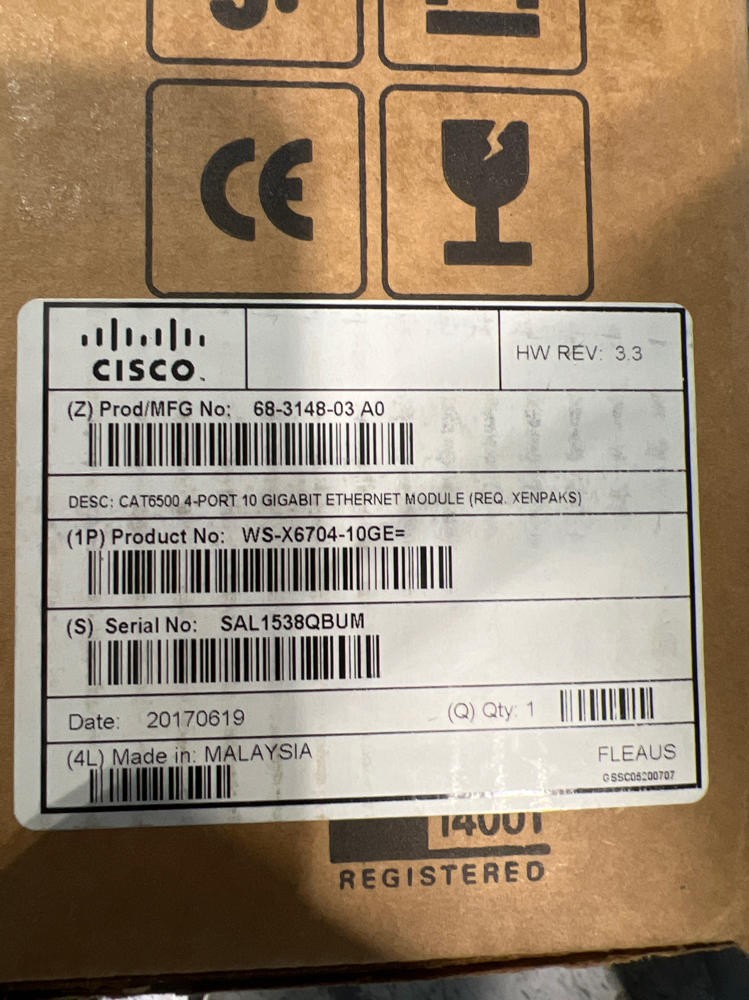 CE
CISCO
HW REV: 3.3
(Z) Prod/MFG No: 68-3148-03 A0
DESC: CAT6500 4-PORT 10 GIGABIT ETHERNET MODULE (REQ. XENPAKS)
(1P) Product No: WS-X6704-10GE=
(S) Serial No: SAL1538QBUM
Date: 20170619
(Q) Qty: 1
(4L) Made in: MALAYSIA
FLEAUS
GSSC05200707
14001
REGISTERED